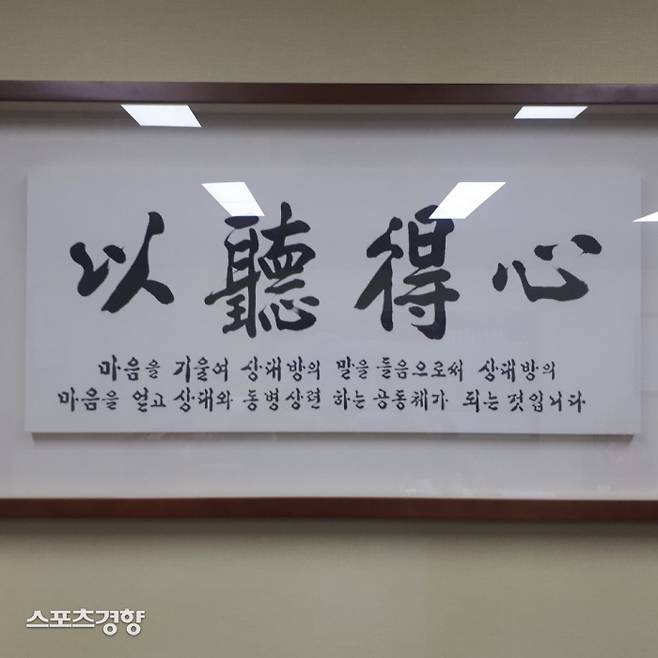 以聽得心
마음을 기울여 상대방의 말을 들음으로써 상대방의
마음을 얻고 상대와 동병상련 하는 공동체가 되는 것입니다
스포츠경향